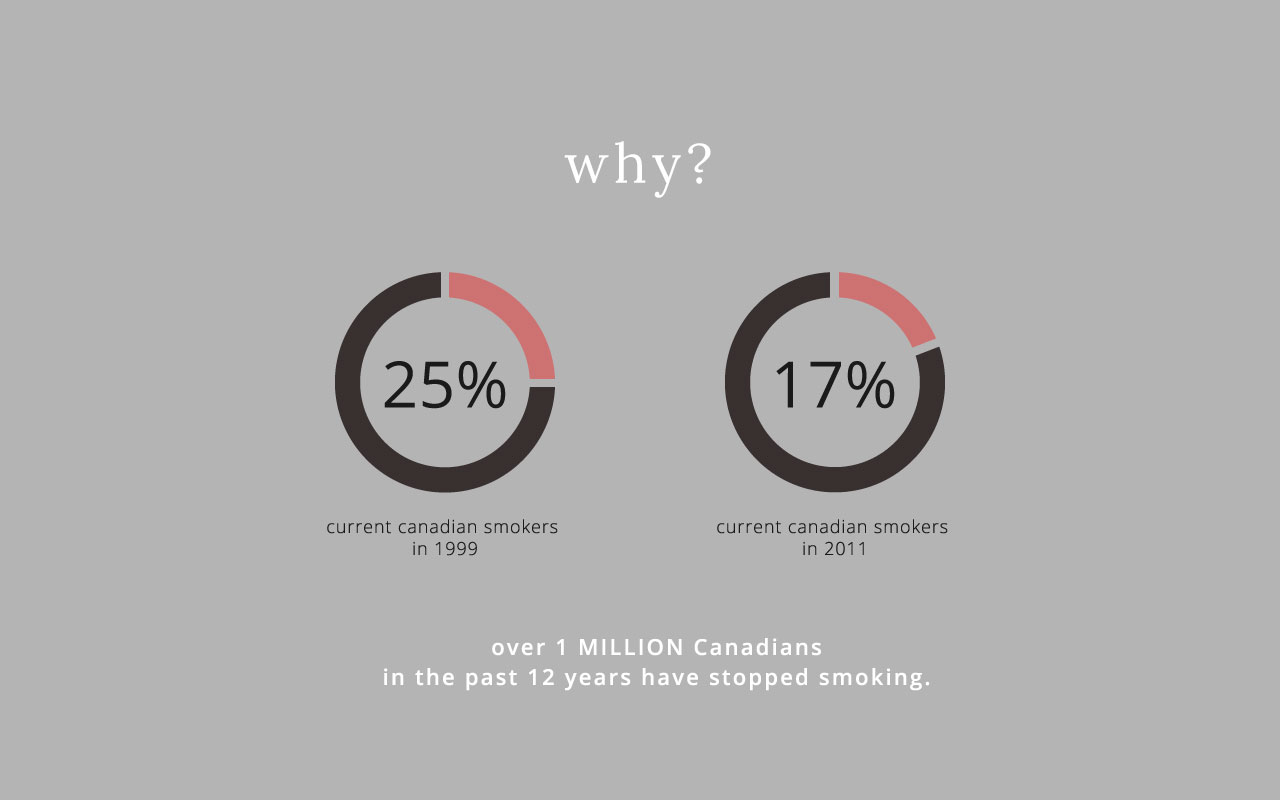 why?
25%
17%
current canadian smokers
in 1999
current canadian smokers
in 2011
over 1 MILLION Canadians
in the past 12 years have stopped smoking.